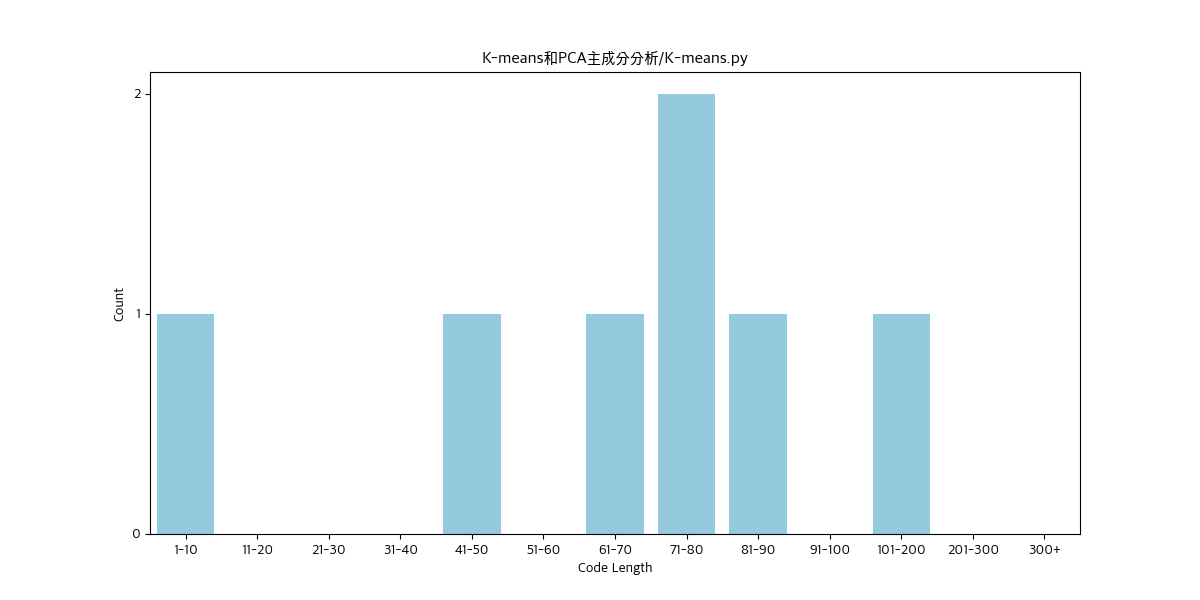 K-means和PCA主成分分析/K-means.py
Count
2
1
0
1-10 11-20 21-30 31-40 41-50 51-60 61-70 71-80 81-90 91-100 101-200 201-300 300+
Code Length